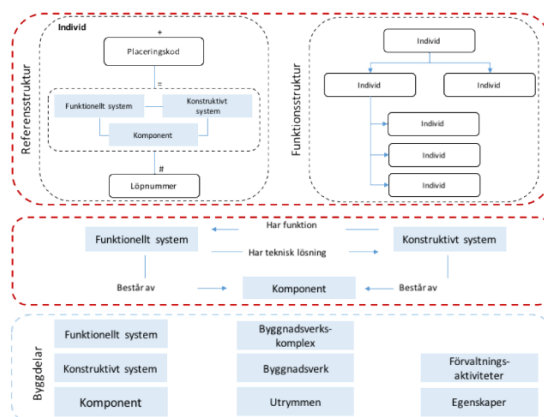 Referensstruktur
Individ
+
Placeringskod
=
Funktionellt system
Konstruktivt
system
Komponent
#
Löpnummer
Funktionsstruktur
Individ
Individ
Individ
Individ
Individ
Individ
Har funktion
Funktionellt system
Konstruktivt system
Har teknisk lösning
Består av
Komponent
Består av
Byggdelar
Funktionellt system
Byggnadsverks-
komplex
Konstruktivt system
Byggnadsverk
Förvaltnings-
aktiviteter
Komponent
Utrymmen
Egenskaper